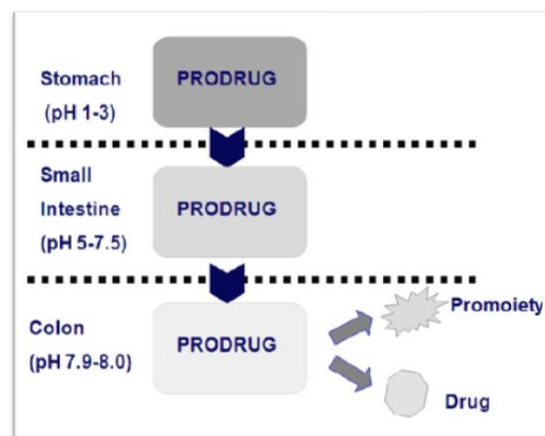 Stomach
(pH 1-3)
PRODRUG
Small
Intestine
(pH 5-7.5)
PRODRUG
Colon
(pH 7.9-8.0)
PRODRUG
Promoiety
Drug